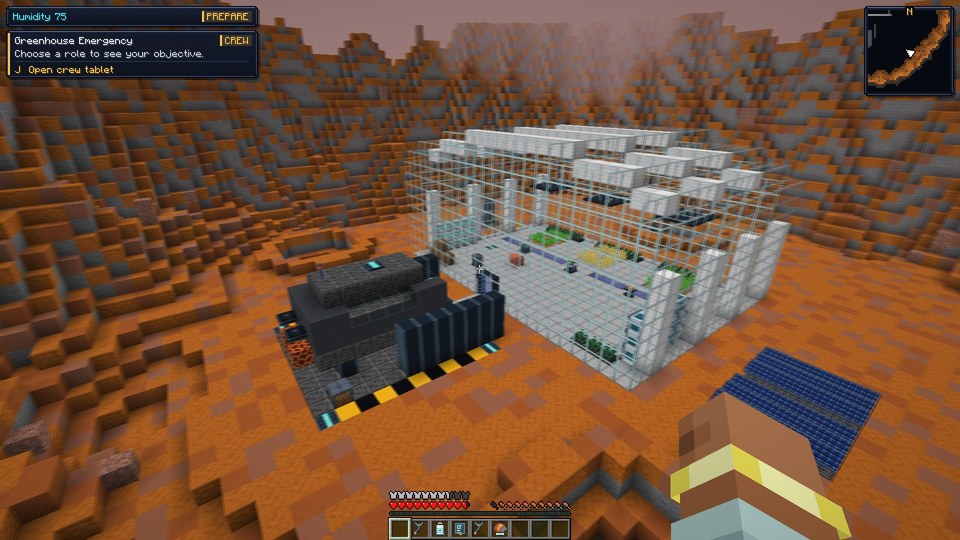 Humidity 75
PREPARE
Greenhouse Emergency
CREW
Choose a role to see your objective.
J Open crew tablet
N